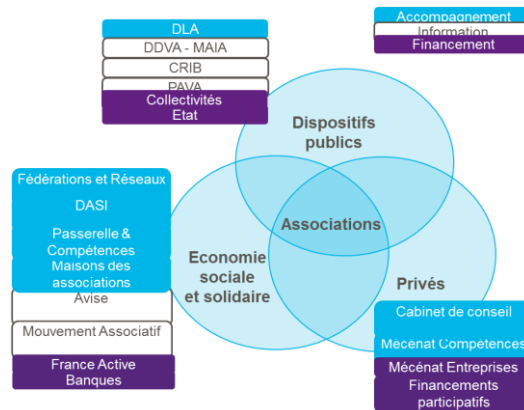 DLA
DDVA - MAIA
CRIB
PAVA
Collectivités
Etat
Accompagnement
Information
Financement
Dispositifs
publics
Fédérations et Réseaux
DASI
Passerelle &
Compétences
Maisons des
associations
Avise
Mouvement Associatif
France Active
Banques
Associations
Economie
sociale
et solidaire
Privés
Cabinet de conseil
Mecénat Compétences
Mécénat Entreprises
Financements
participatifs